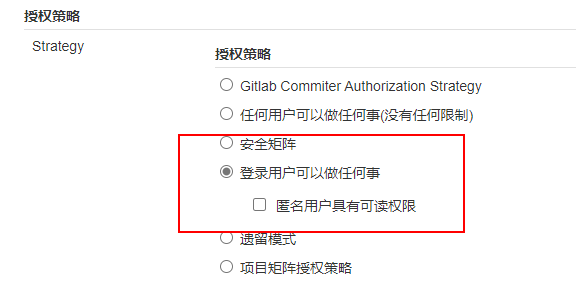 授权策略
Strategy
授权策略
Gitlab Commiter Authorization Strategy
任何用户可以做任何事(没有任何限制)
安全矩阵
登录用户可以做任何事
匿名用户具有可读权限
遗留模式
项目矩阵授权策略